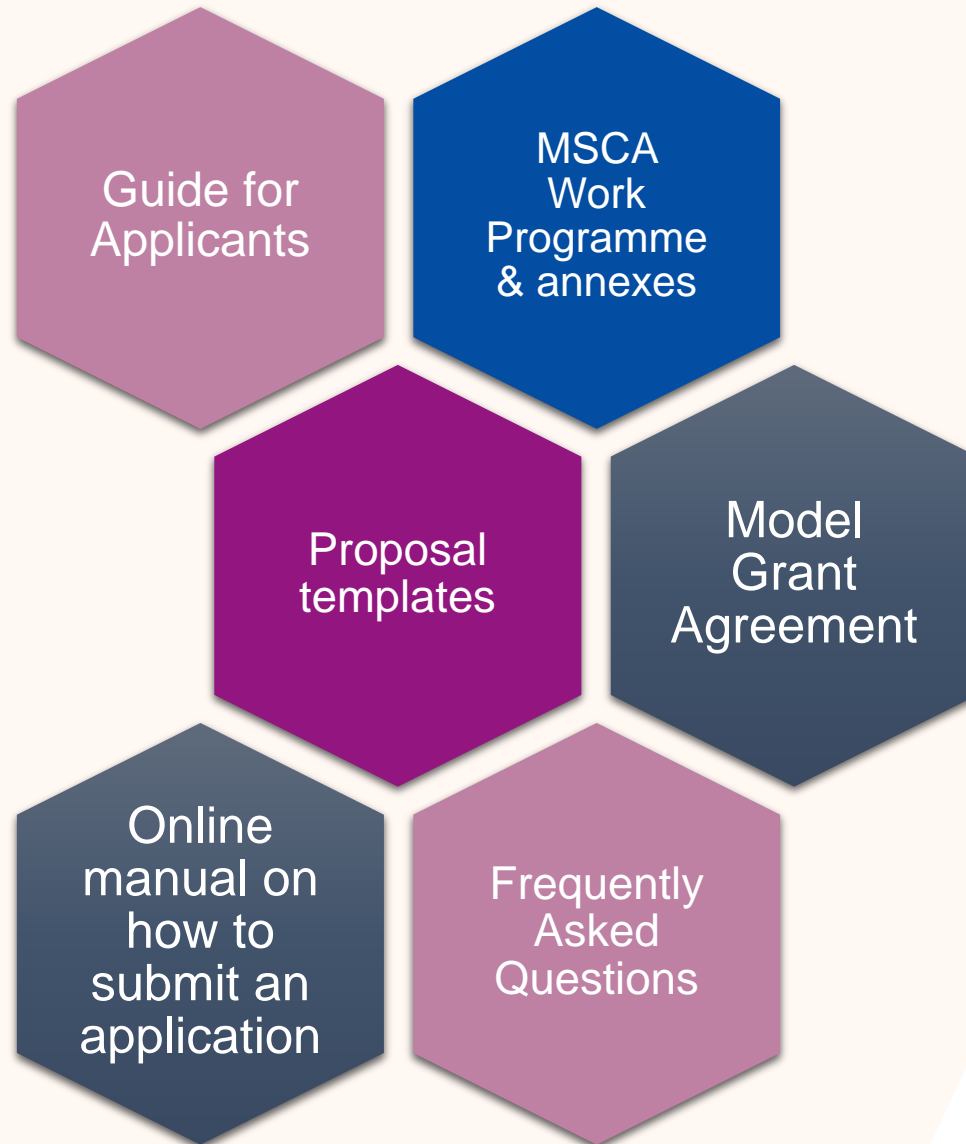 Guide for
Applicants
MSCA
Work
Programme
& annexes
Proposal
templates
Model
Grant
Agreement
Online
manual on
how to
submit an
application
Frequently
Asked
Questions